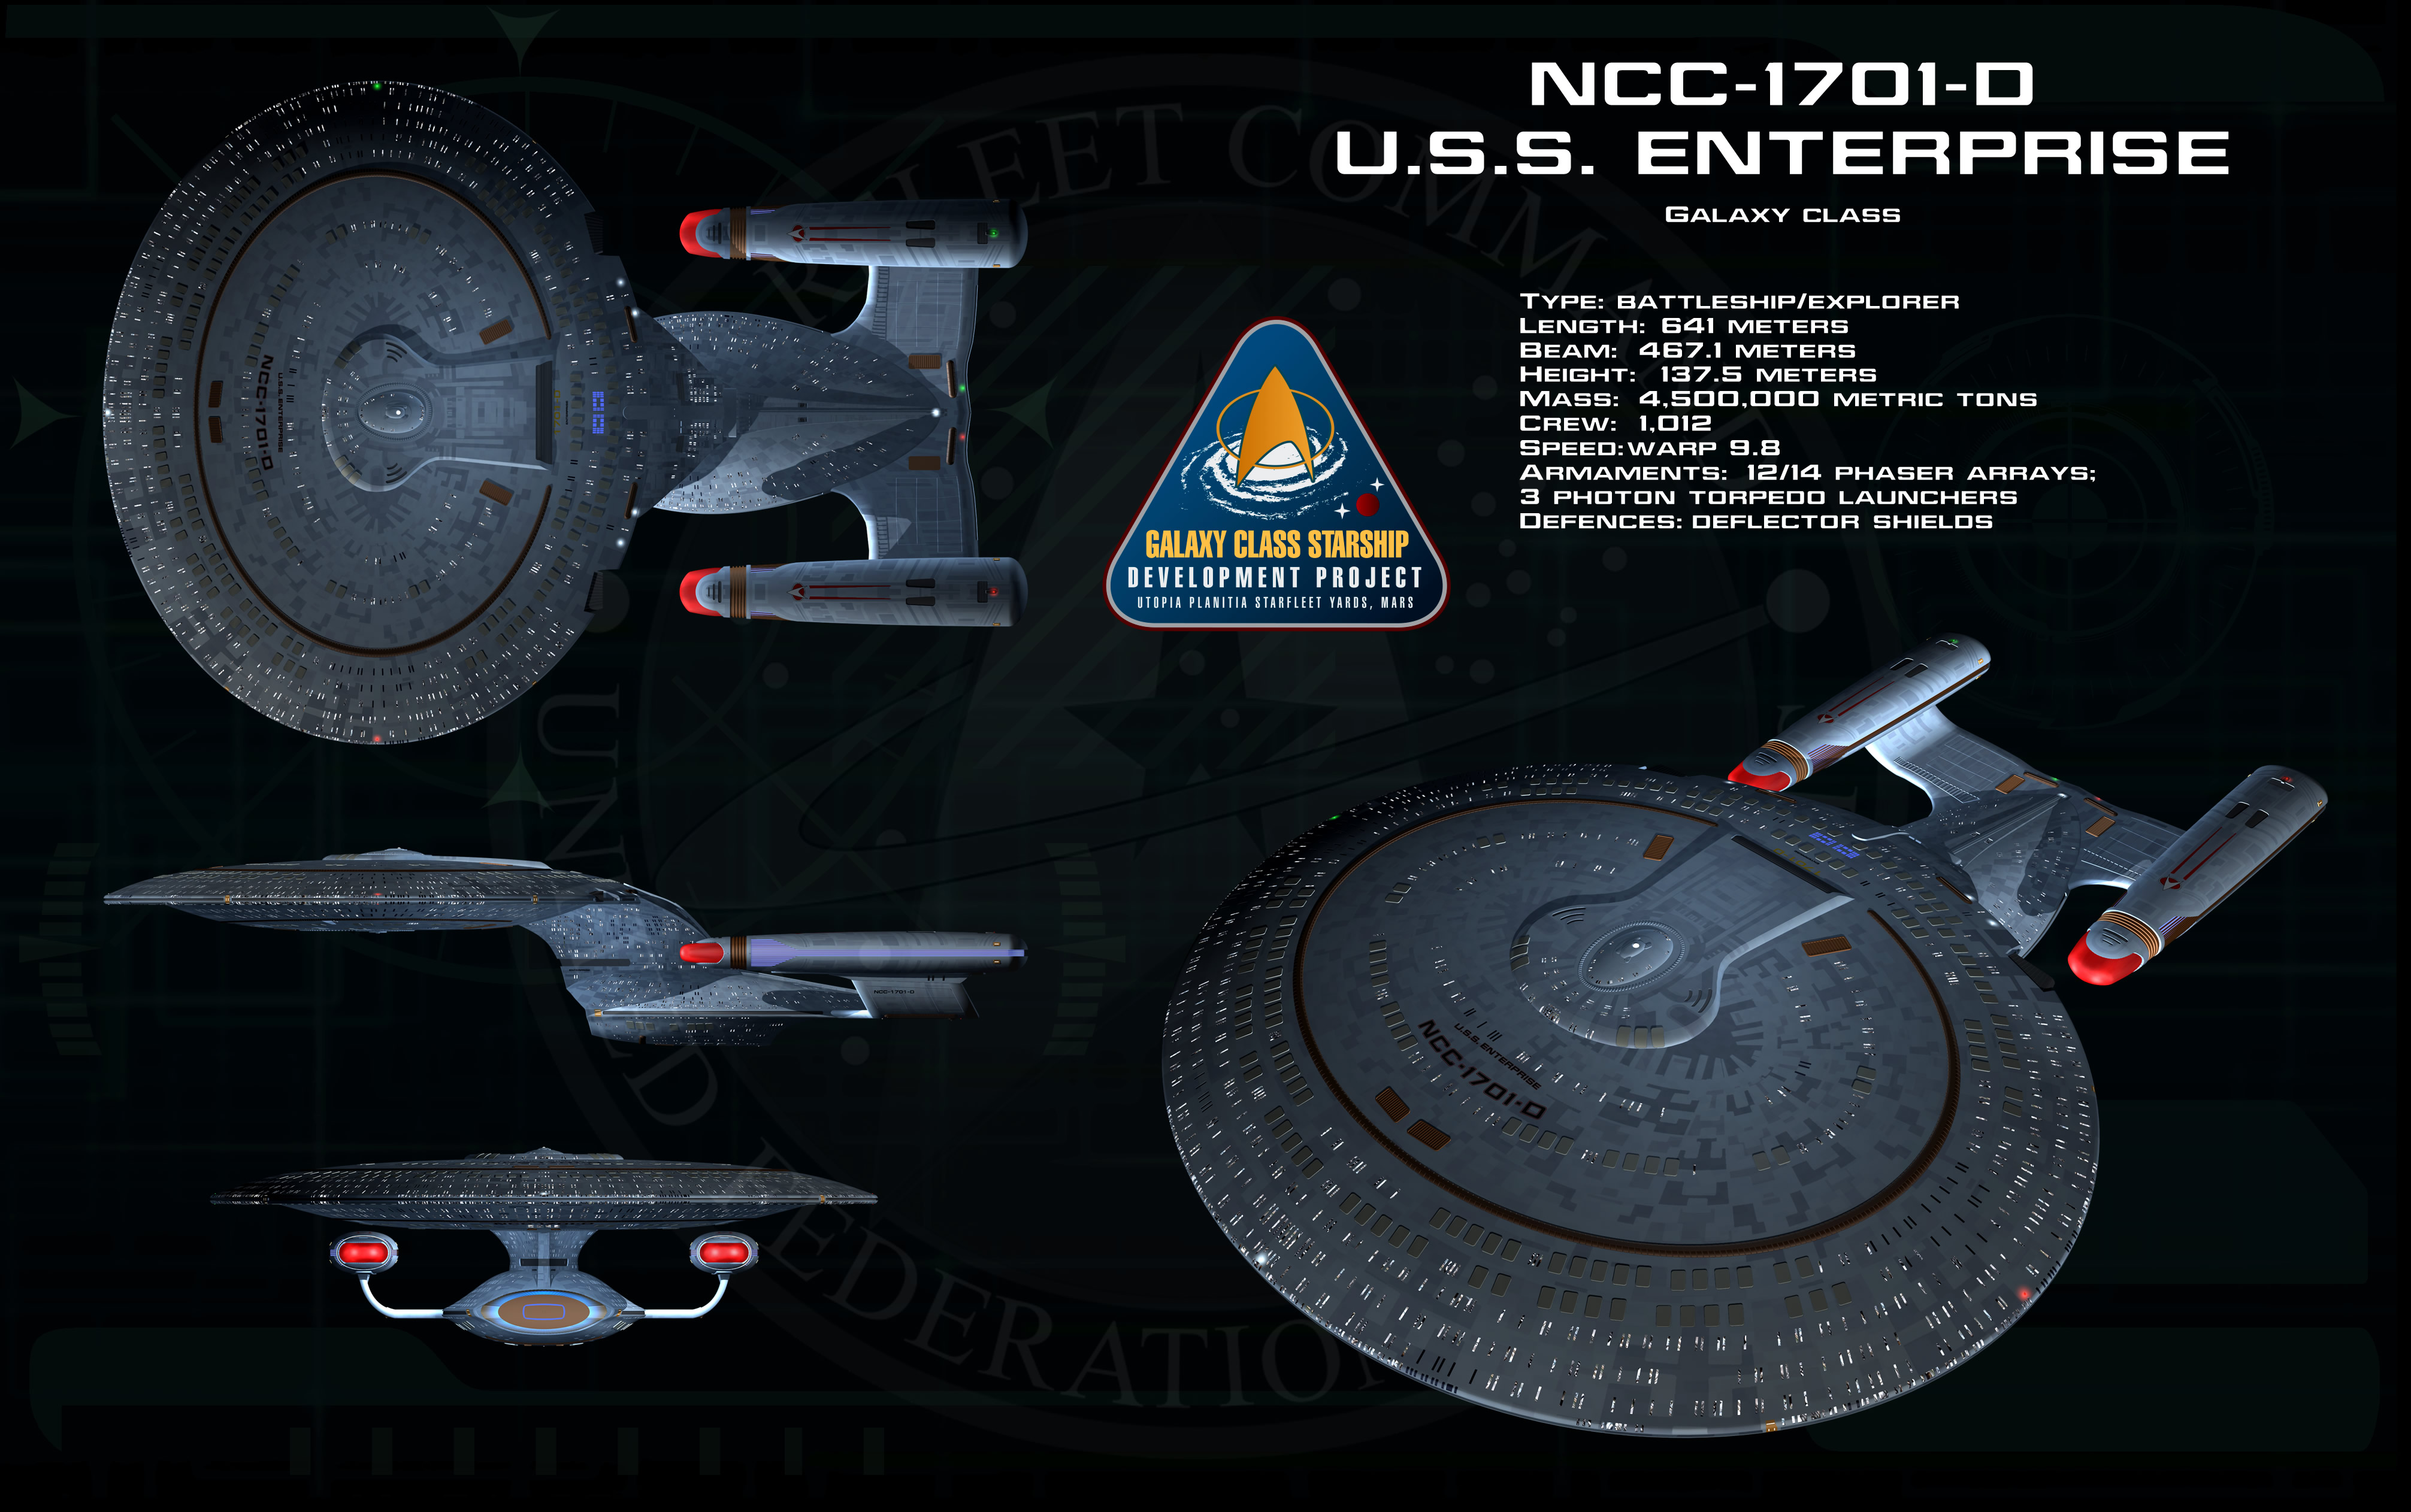 NCC-1701-D
U.S.S. ENTERPRISE
GALAXY CLASS
TYPE: BATTLESHIP/EXPLORER
LENGTH: 641 METERS
BEAM: 467.1 METERS
HEIGHT: 137.5 METERS
MASS: 4,500,000 METRIC TONS
CREW: 1,012
SPEED: WARP 9.8
ARMAMENTS: 12/14 PHASER ARRAYS;
3 PHOTON TORPEDO LAUNCHERS
DEFENCES: DEFLECTOR SHIELDS
GALAXY CLASS STARSHIP
DEVELOPMENT PROJECT
UTOPIA PLANITIA STARFLEET YARDS, MARS
U.S.S. ENTERPRISE
NCC-1701-D
NCC-1701-D
U.S.S. ENTERPRISE
NCC-1701-D